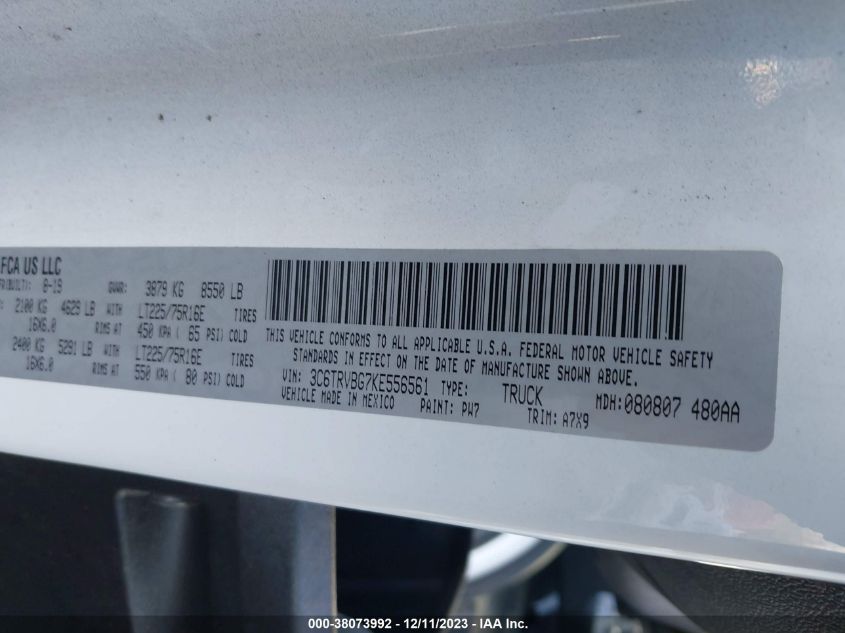 FCA US LLC
8-19 GVWR: 3879 KG 8550 LB
2100 KG 4629 LB WITH LT225/75R16E TIRES
16X6.0 RIMS AT 450 KPA ( 65 PSI) COLD
2400 KG 5291 LB WITH LT225/75R16E TIRES
16X6.0 RIMS AT 550 KPA ( 80 PSI) COLD
THIS VEHICLE CONFORMS TO ALL APPLICABLE U.S.A. FEDERAL MOTOR VEHICLE SAFETY
STANDARDS IN EFFECT ON THE DATE OF MANUFACTURE SHOWN ABOVE.
VIN: 3C6TRVBG7KE556561 TYPE: TRUCK MDH:080807 480AA
VEHICLE MADE IN MEXICO PAINT: PW7 TRIM: A7X9
000-38073992 - 12/11/2023 - IAA Inc.